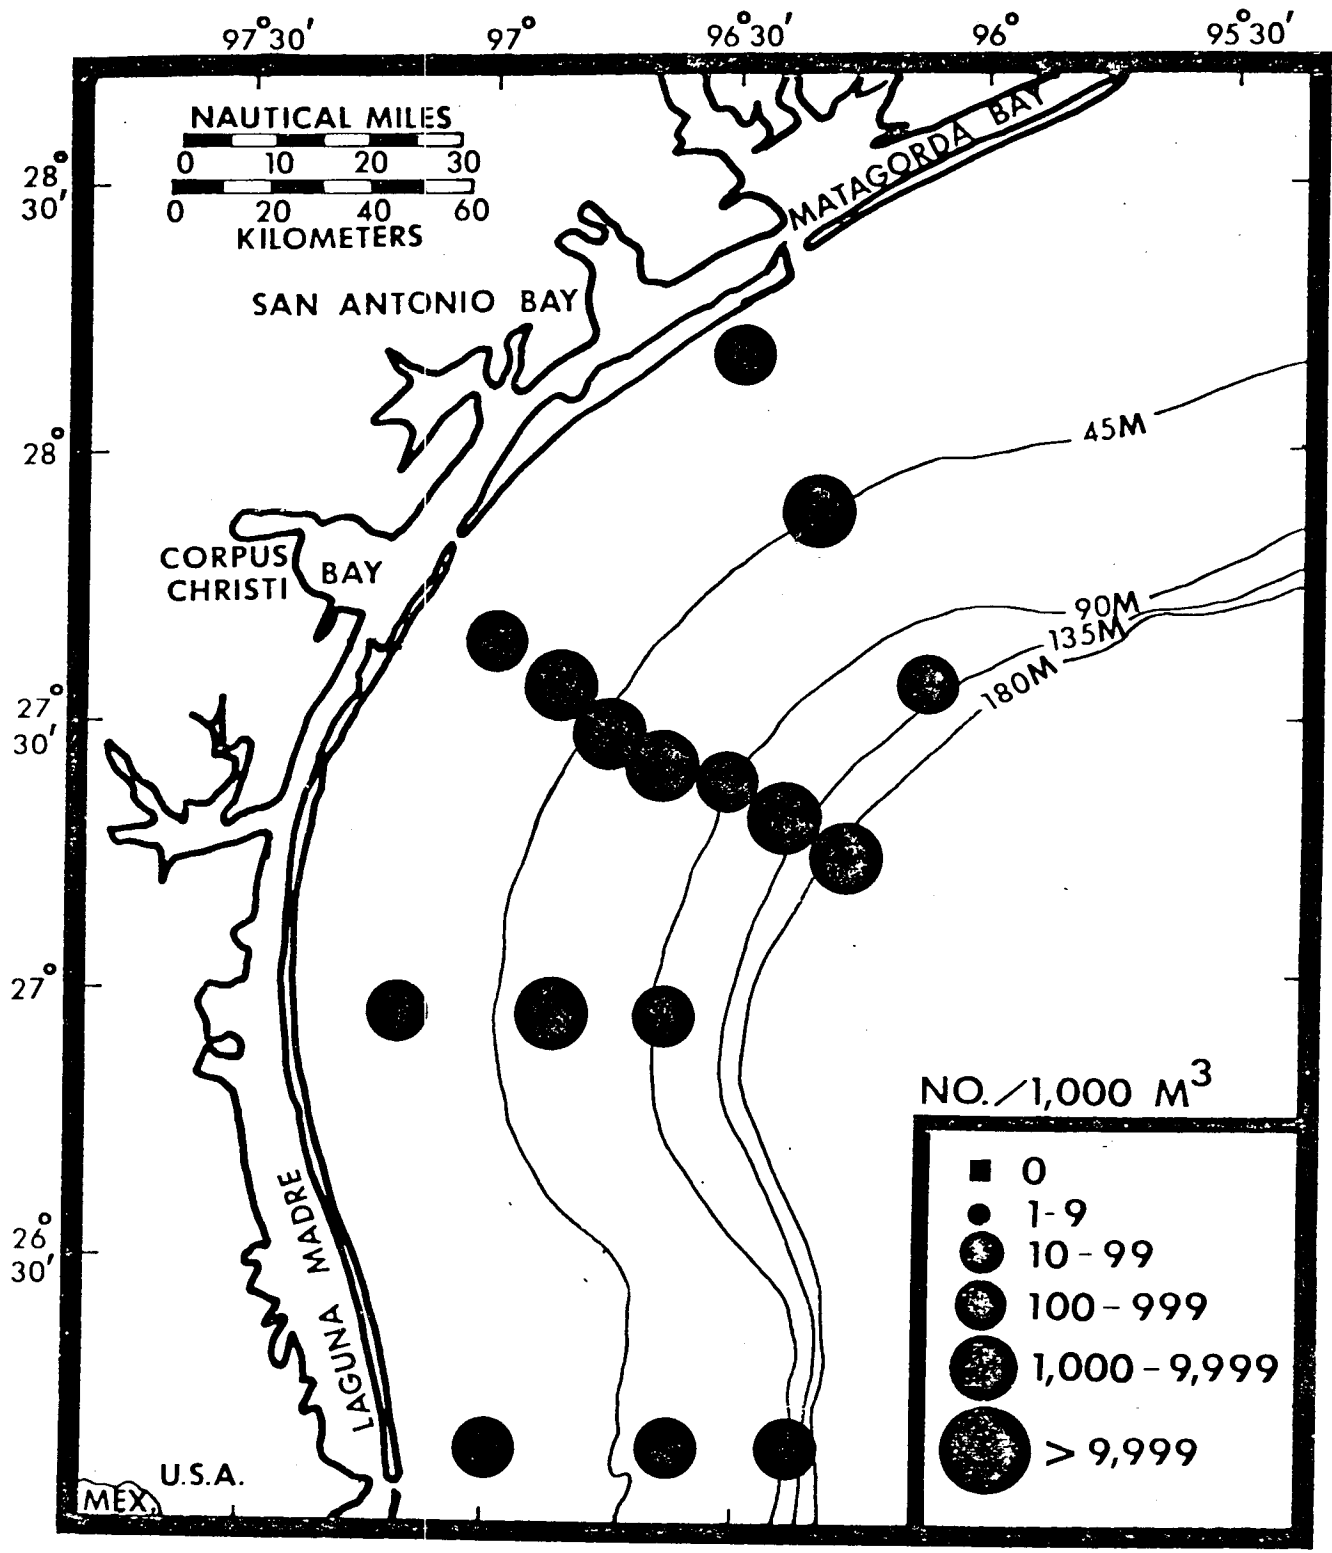 97°30′ 97° 96°30′ 96° 95°30′
NAUTICAL MILES
0 10 20 30
0 20 40 60
KILOMETERS
28°
30′
MATAGORDA BAY
SAN ANTONIO BAY
45M
28°
CORPUS
CHRISTI BAY
90M
135M
180M
27°
30′
27°
NO./1,000 M³
0
1-9
10-99
100-999
1,000-9,999
> 9,999
26°
30′
LAGUNA MADRE
U.S.A.
MEX.